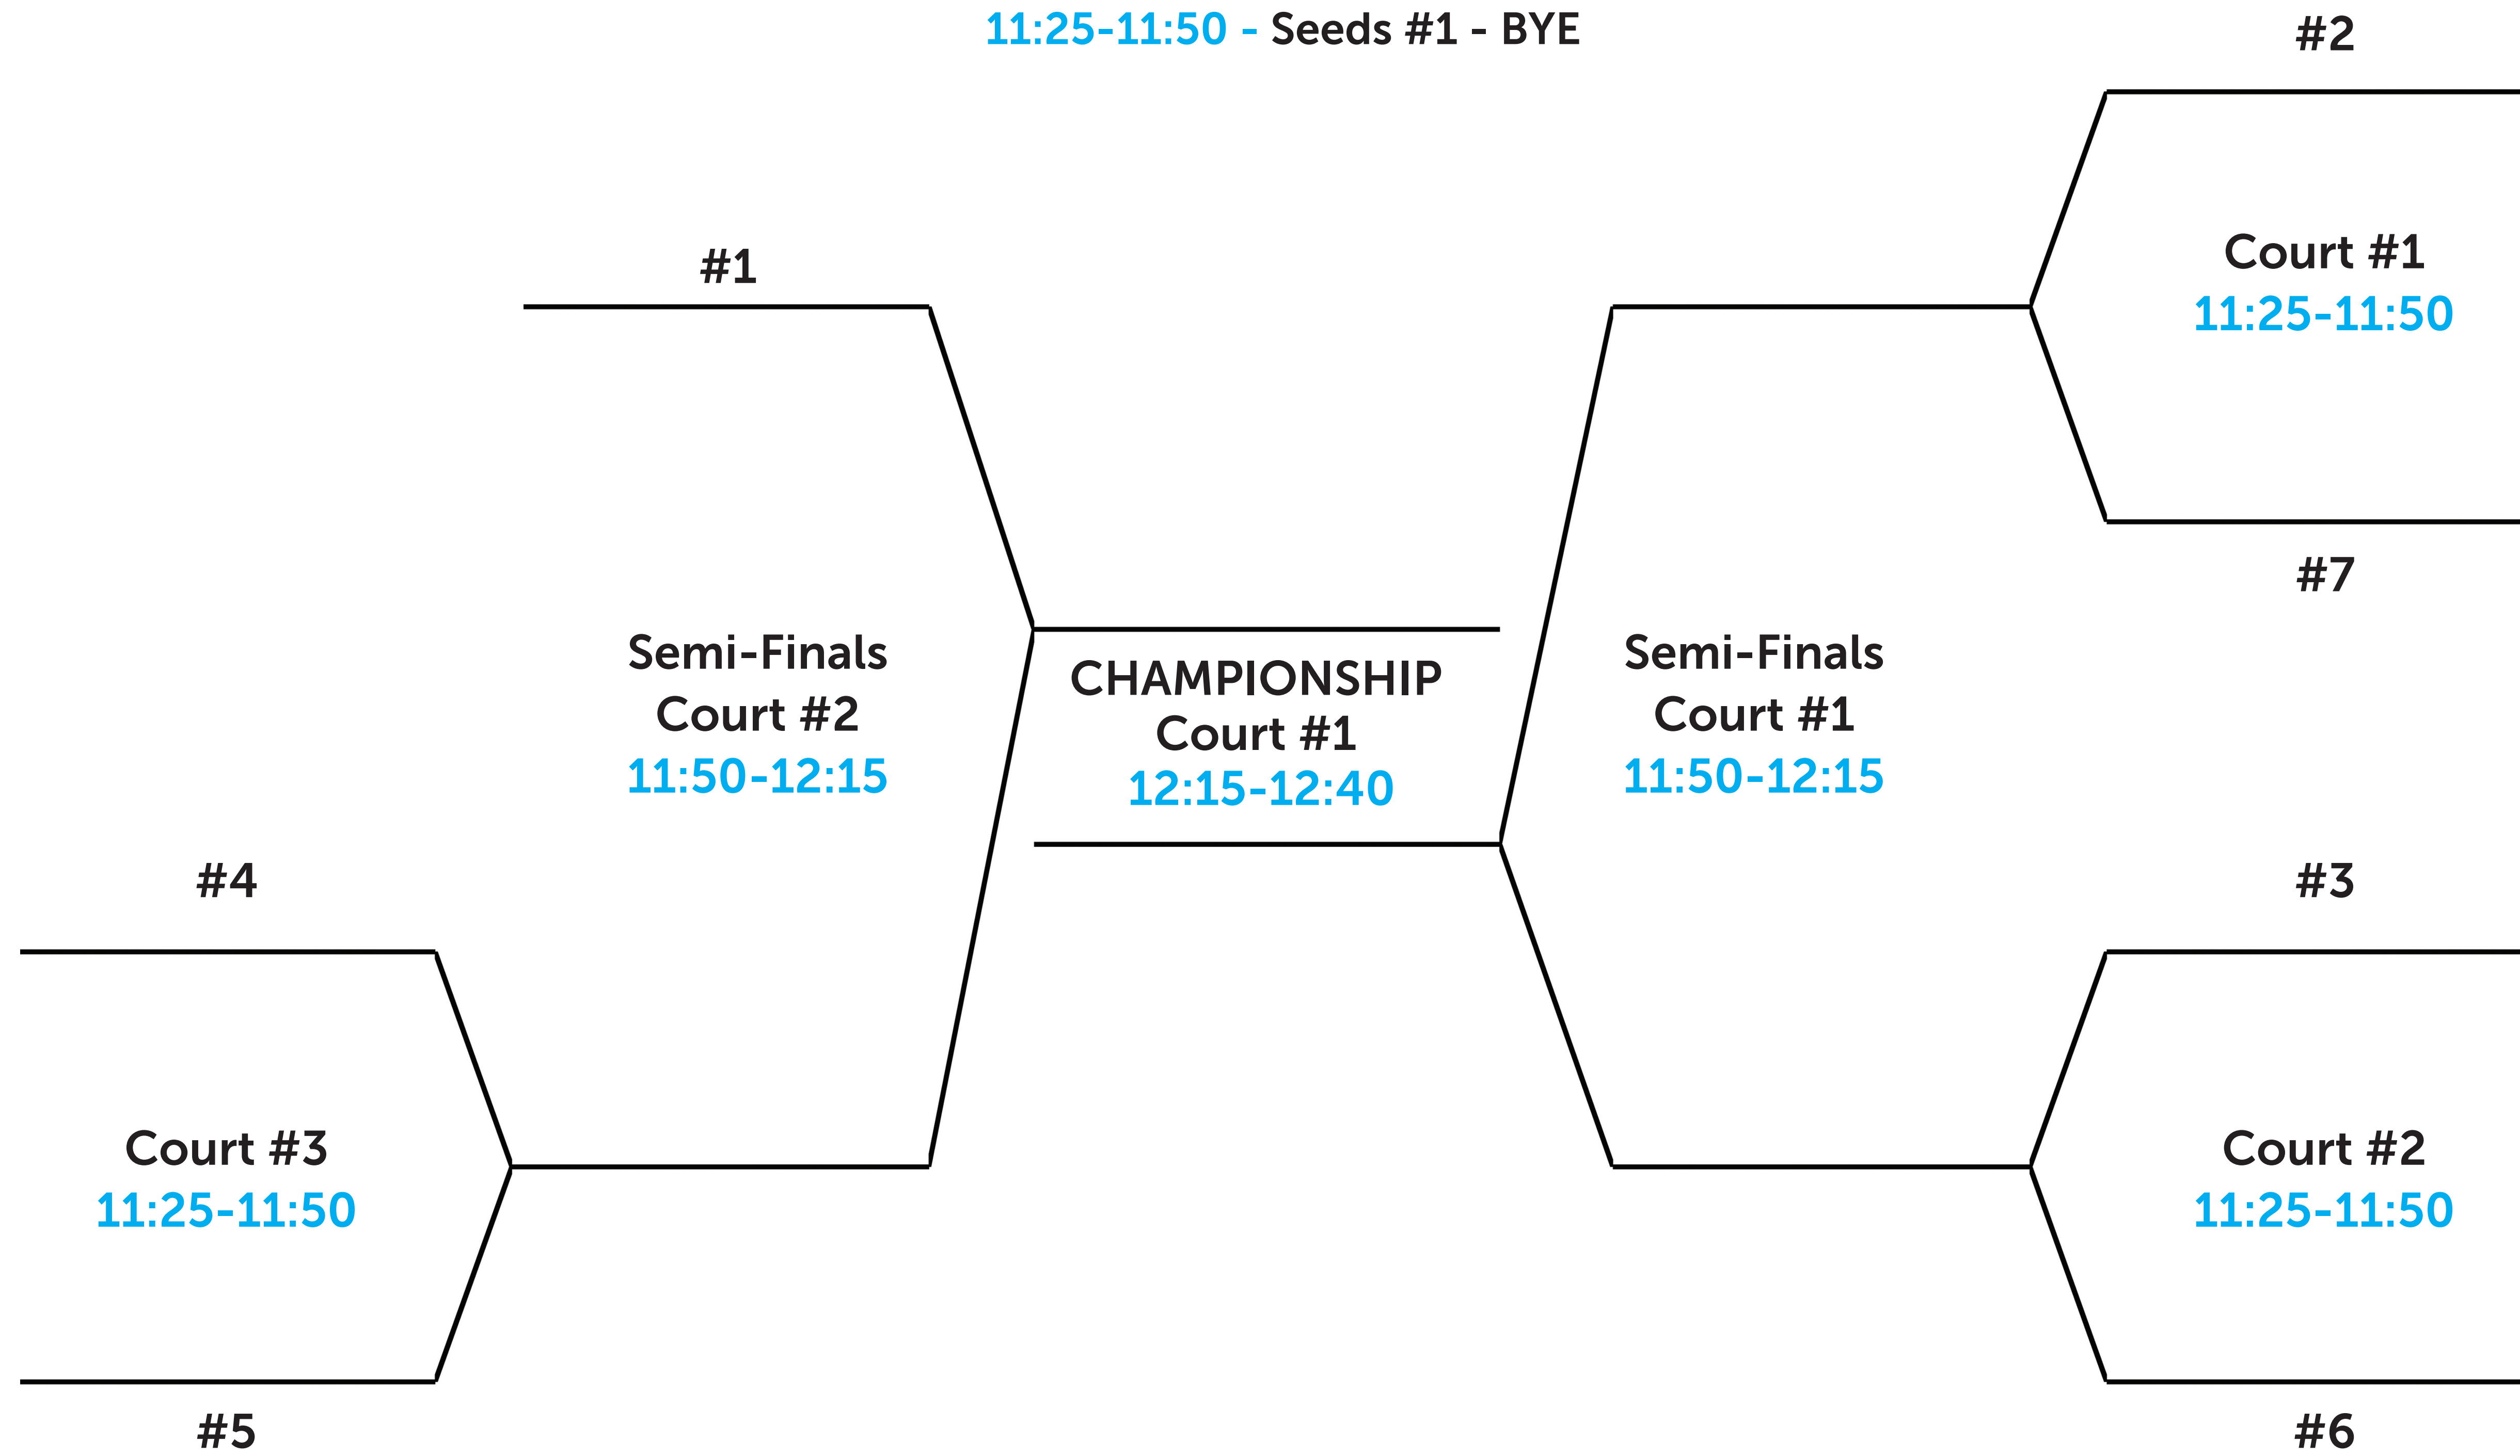 11:25-11:50 - Seeds #1 - BYE
#2
#1
Court #1
11:25-11:50
#7
Semi-Finals
Court #2
11:50-12:15
CHAMPIONSHIP
Court #1
12:15-12:40
Semi-Finals
Court #1
11:50-12:15
#4
#3
Court #3
11:25-11:50
Court #2
11:25-11:50
#5
#6